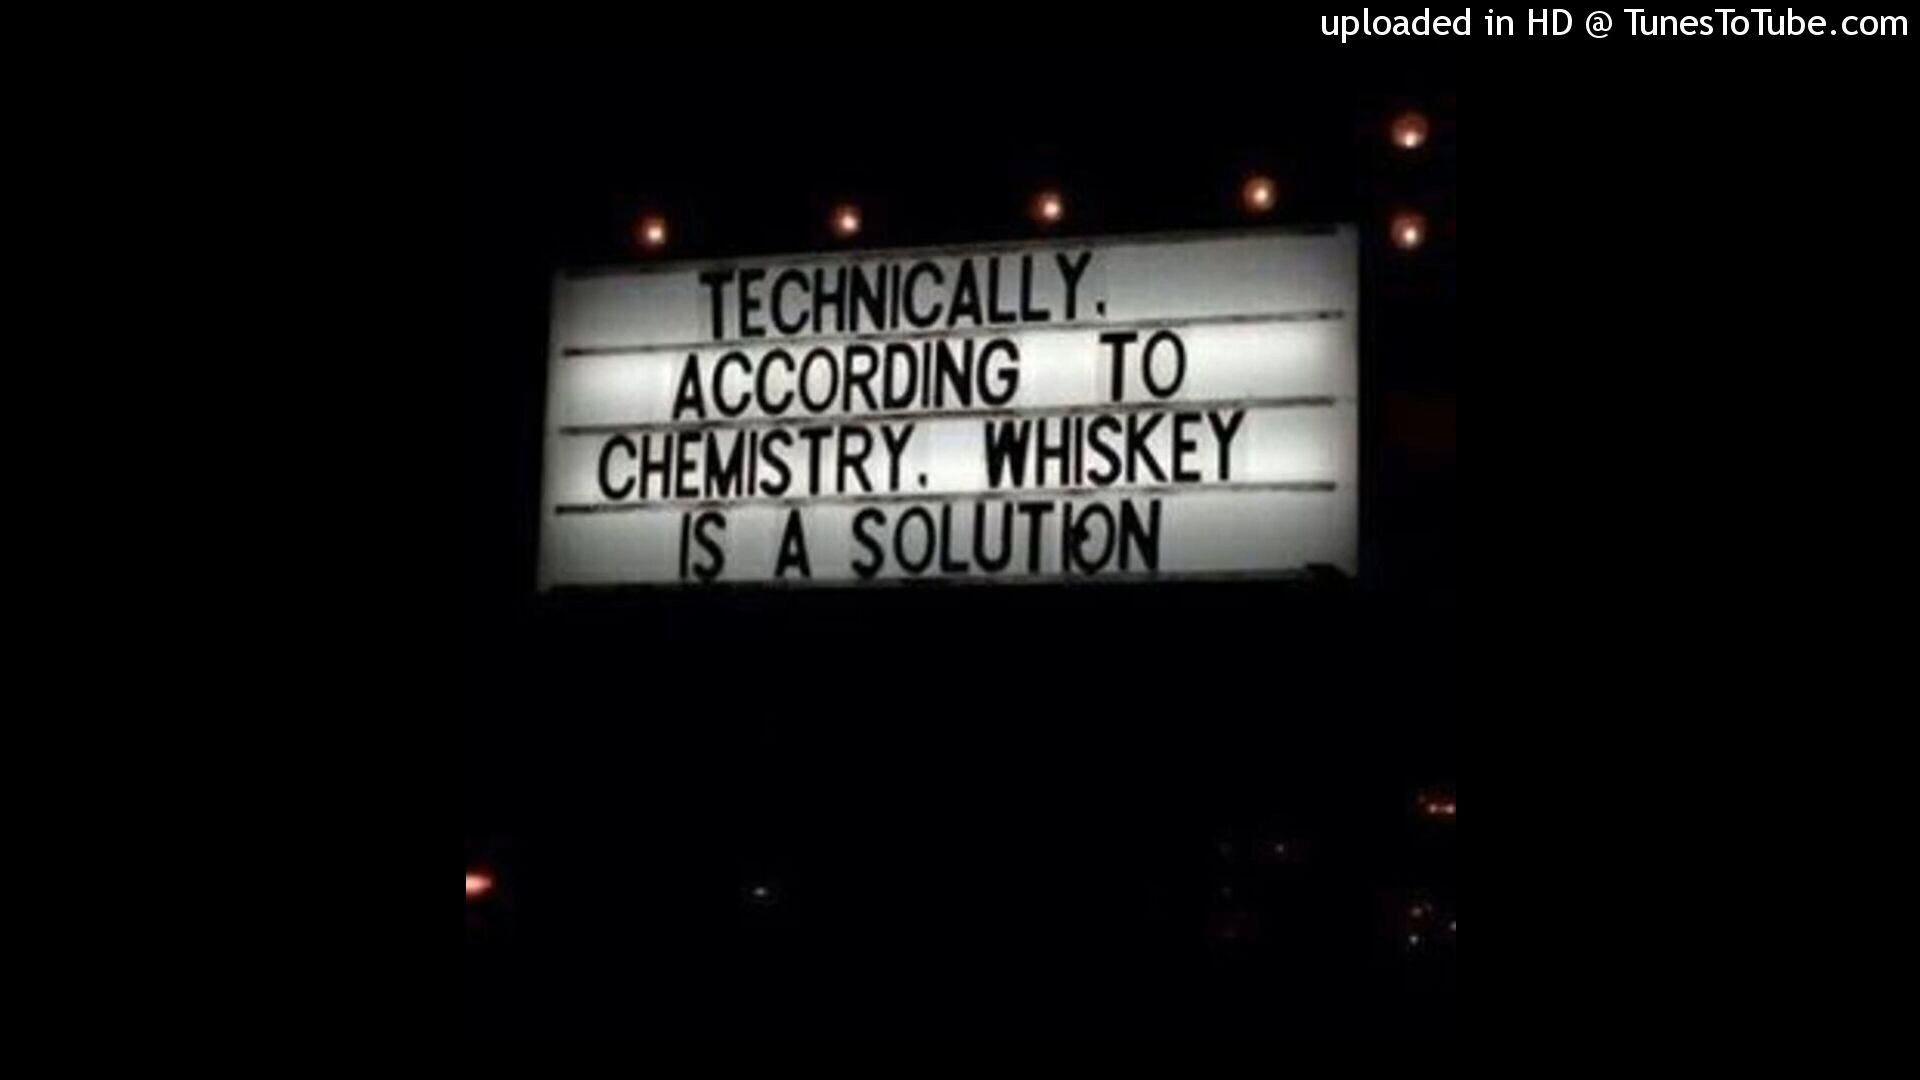 uploaded in HD @ TunesToTube.com
TECHNICALLY,
ACCORDING TO
CHEMISTRY, WHISKEY
IS A SOLUTION